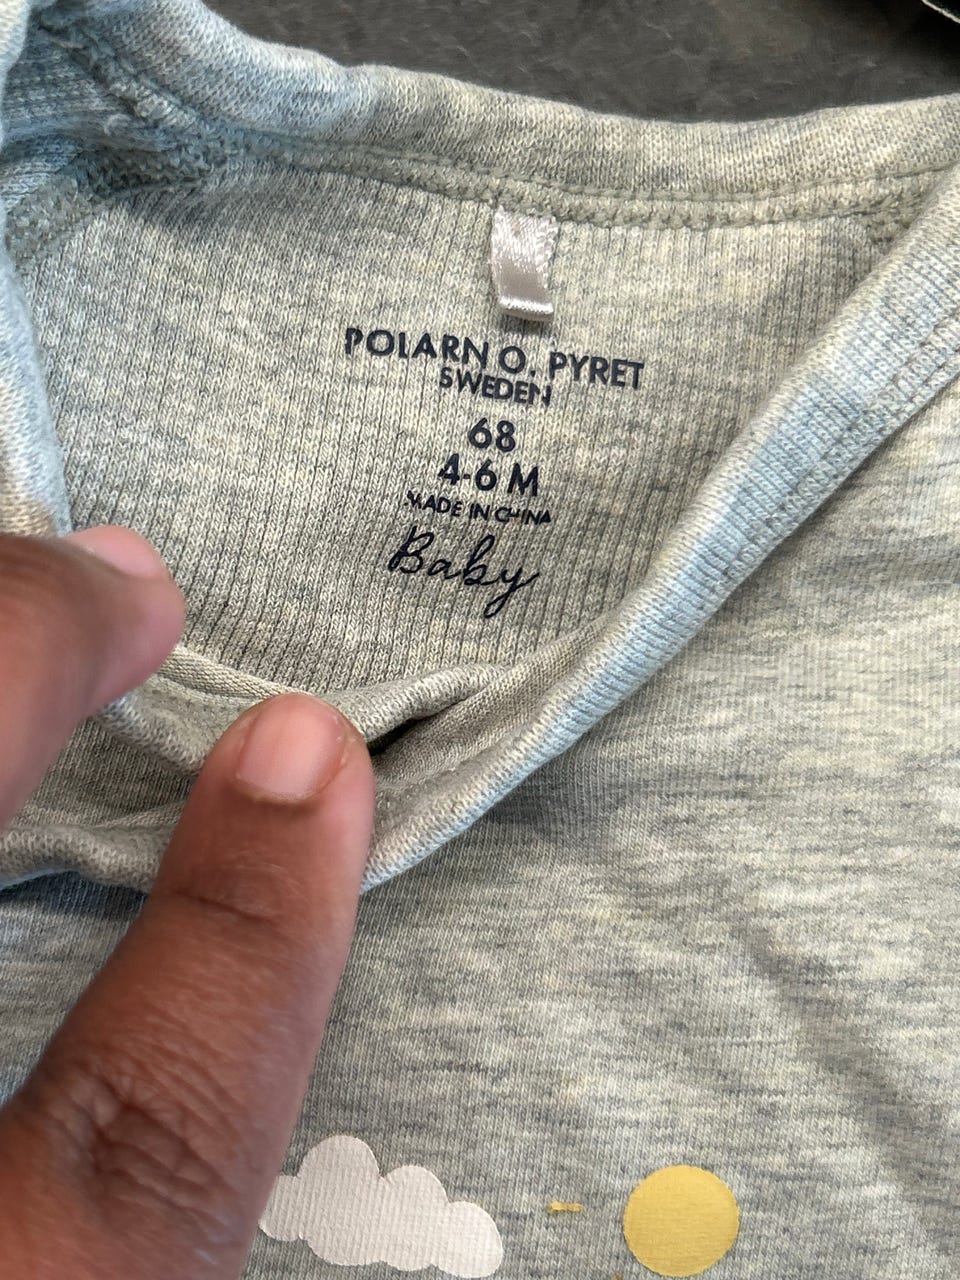 POLARN O. PYRET
SWEDEN
68
4-6 M
MADE IN CHINA
Baby